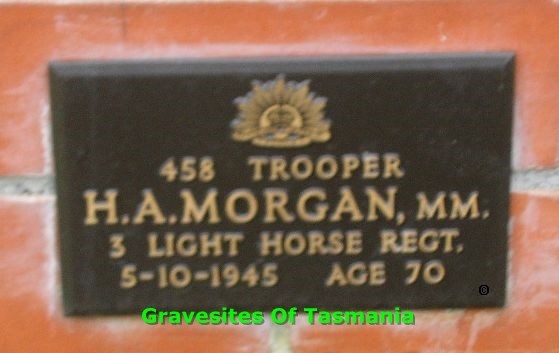 458 TROOPER
H.A.MORGAN, MM.
3 LIGHT HORSE REGT.
5-10-1945 AGE 70
©
Gravesites Of Tasmania